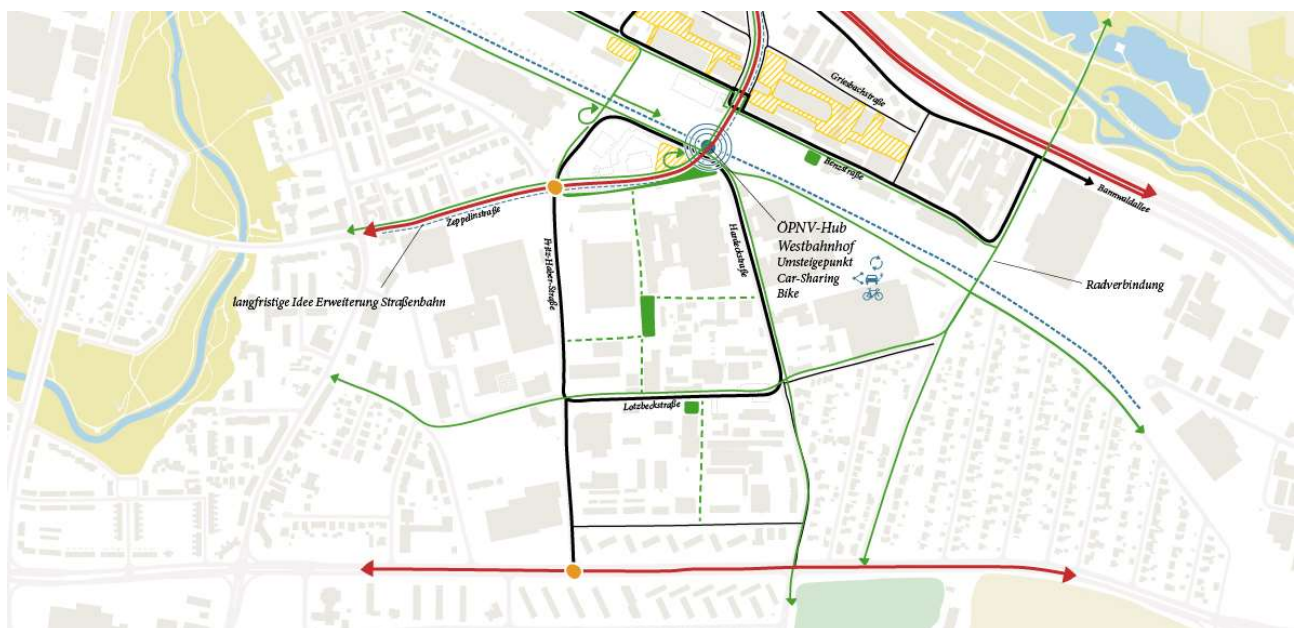 Griesbachstraße
Benzstraße
Bannwaldallee
Zeppelinstraße
Hardeckstraße
Fritz-Haber-Straße
ÖPNV-Hub
Westbahnhof
Umsteigepunkt
Car-Sharing
Bike
Radverbindung
langfristige Idee Erweiterung Straßenbahn
Lotzbeckstraße